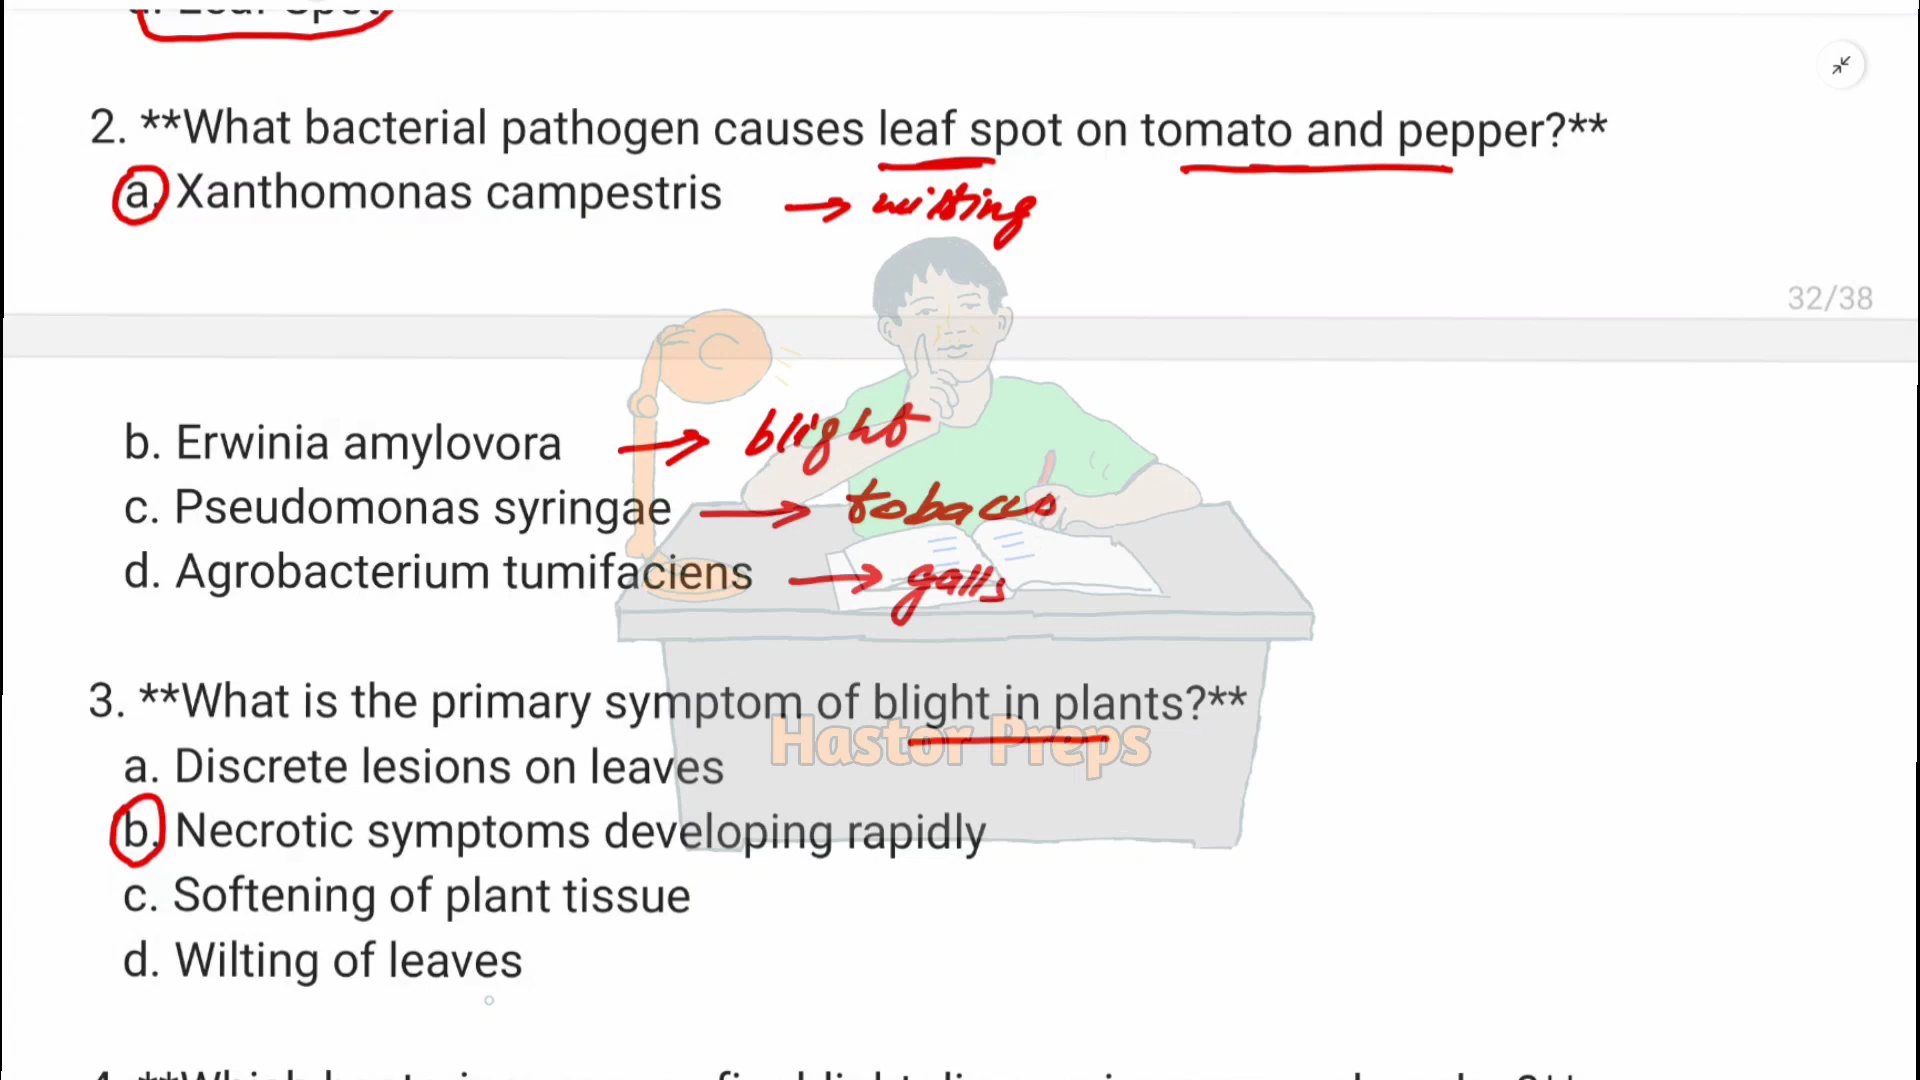 Leaf Spot
2. **What bacterial pathogen causes leaf spot on tomato and pepper?**
a. Xanthomonas campestris → wilting
32/38
b. Erwinia amylovora → blight
c. Pseudomonas syringae → tobacco
d. Agrobacterium tumifaciens → galls
3. **What is the primary symptom of blight in plants?**
Hastor Preps
a. Discrete lesions on leaves
b. Necrotic symptoms developing rapidly
c. Softening of plant tissue
d. Wilting of leaves